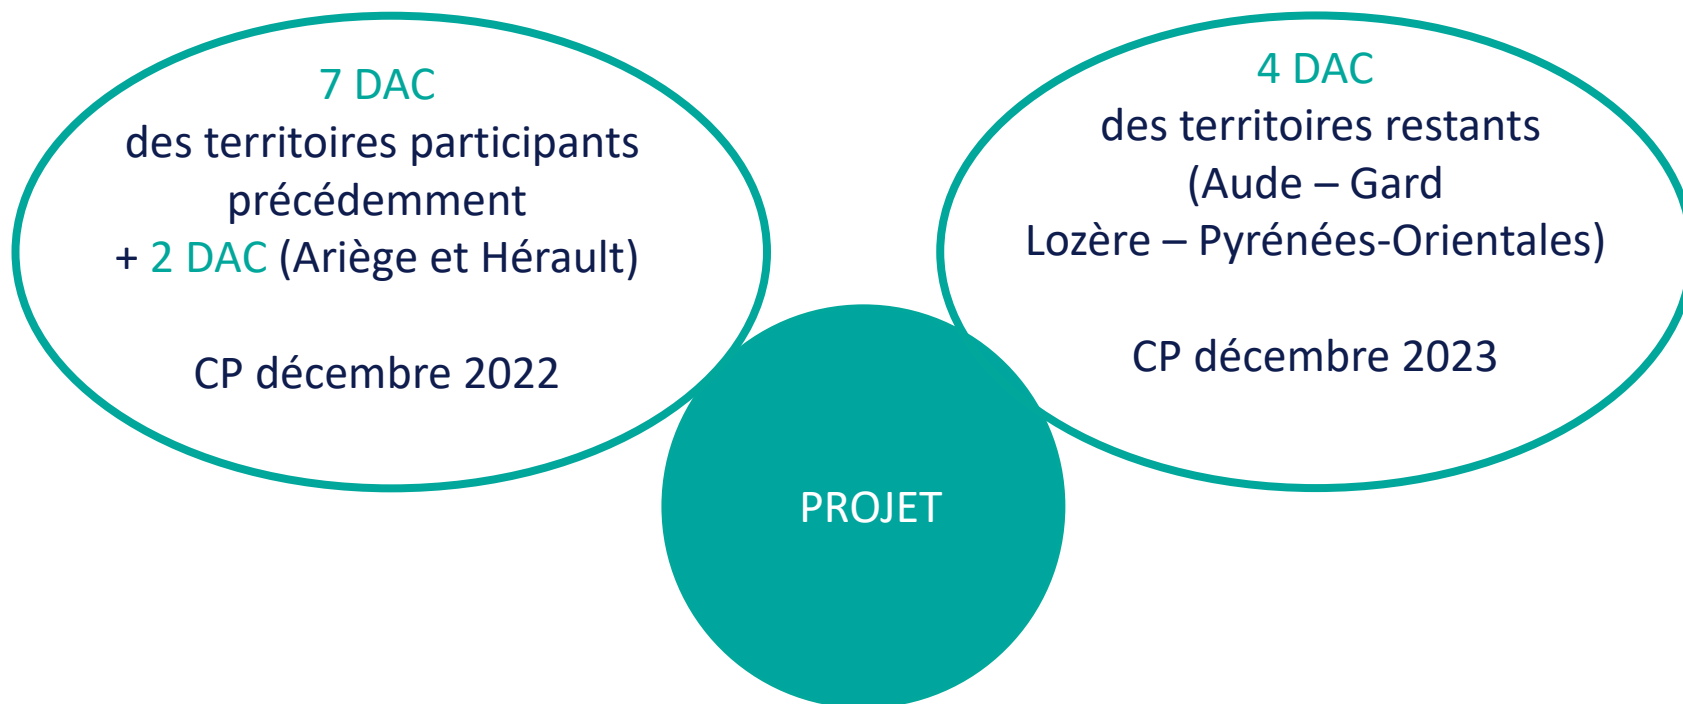 7 DAC
des territoires participants
précédemment
+ 2 DAC (Ariège et Hérault)
CP décembre 2022
4 DAC
des territoires restants
(Aude – Gard
Lozère – Pyrénées-Orientales)
CP décembre 2023
PROJET